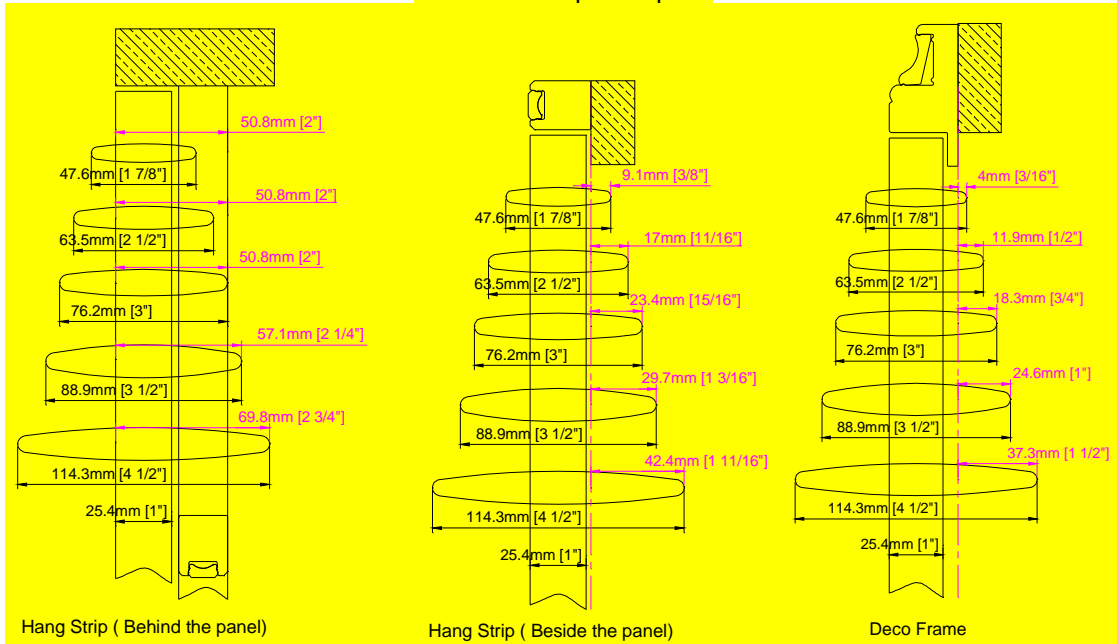 50.8mm [2"]
47.6mm [1 7/8"]
50.8mm [2"]
63.5mm [2 1/2"]
50.8mm [2"]
76.2mm [3"]
57.1mm [2 1/4"]
88.9mm [3 1/2"]
69.8mm [2 3/4"]
114.3mm [4 1/2"]
25.4mm [1"]
Hang Strip ( Behind the panel)
9.1mm [3/8"]
47.6mm [1 7/8"]
17mm [11/16"]
63.5mm [2 1/2"]
23.4mm [15/16"]
76.2mm [3"]
29.7mm [1 3/16"]
88.9mm [3 1/2"]
42.4mm [1 11/16"]
114.3mm [4 1/2"]
25.4mm [1"]
Hang Strip ( Beside the panel)
4mm [3/16"]
47.6mm [1 7/8"]
11.9mm [1/2"]
63.5mm [2 1/2"]
18.3mm [3/4"]
76.2mm [3"]
24.6mm [1"]
88.9mm [3 1/2"]
37.3mm [1 1/2"]
114.3mm [4 1/2"]
25.4mm [1"]
Deco Frame